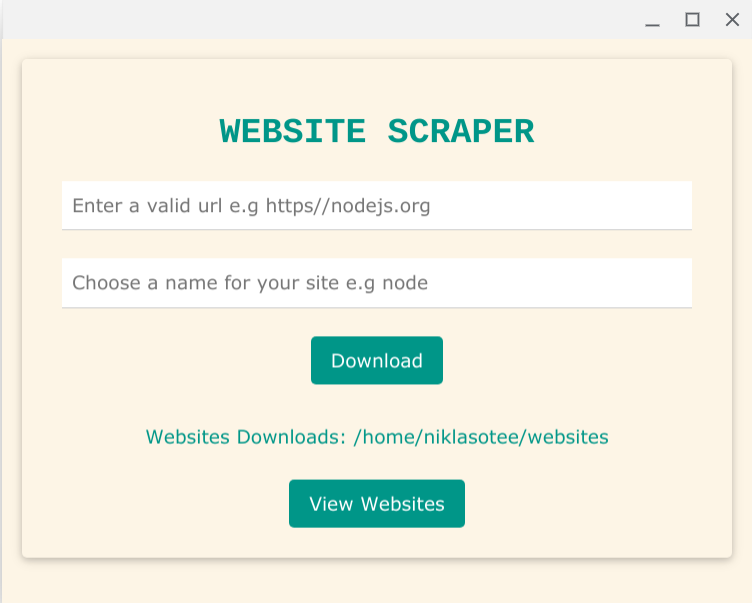 WEBSITE SCRAPER
Enter a valid url e.g https//nodejs.org
Choose a name for your site e.g node
Download
Websites Downloads: /home/niklasotee/websites
View Websites